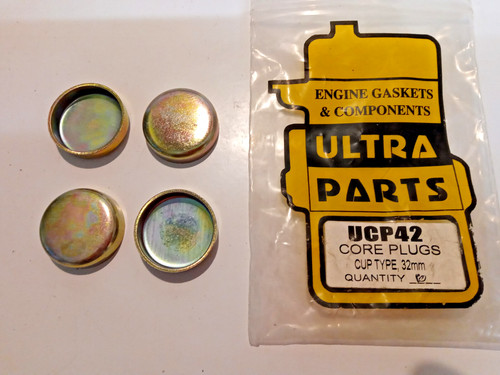 ENGINE GASKETS
& COMPONENTS
ULTRA
PARTS
UCP42
CORE PLUGS
CUP TYPE, 32mm
QUANTITY